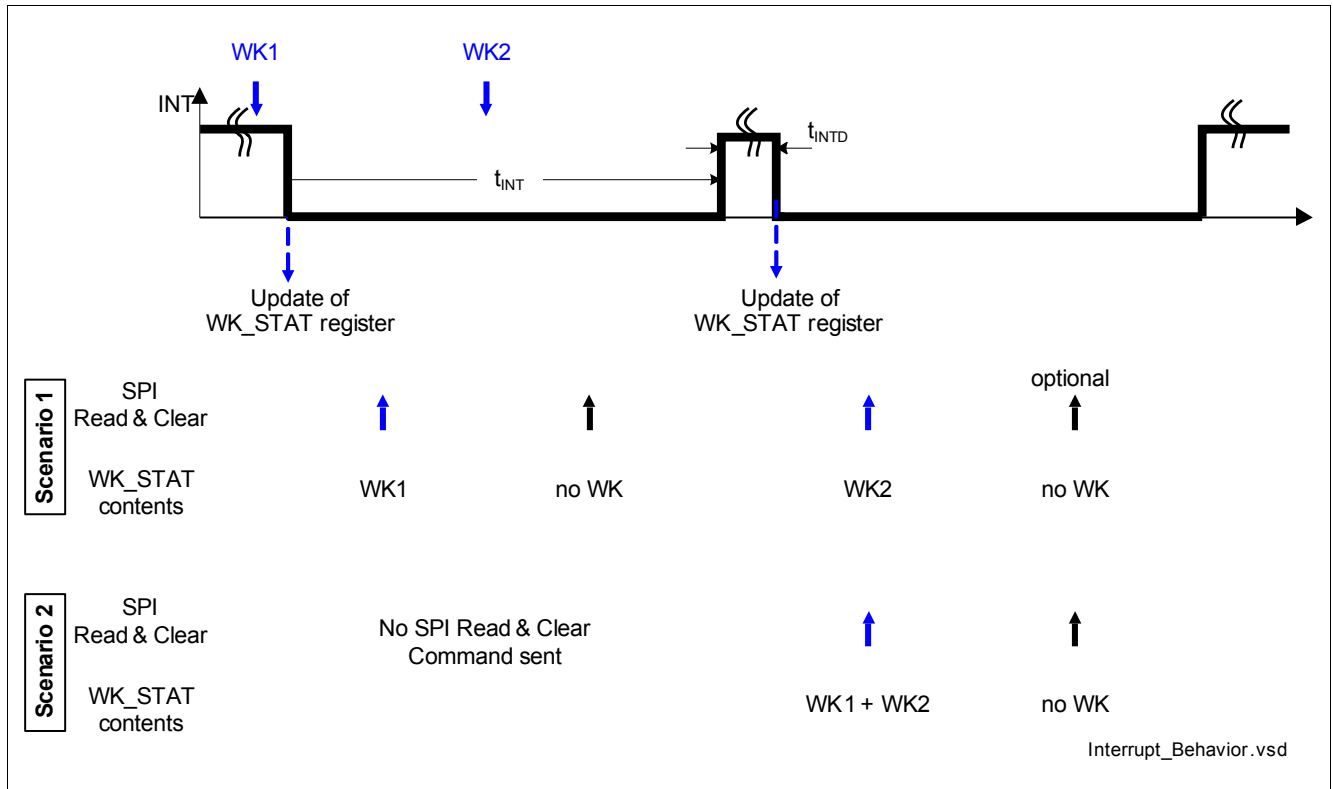 WK1 WK2
INT
tINTD
tINT
Update of
WK_STAT register
Update of
WK_STAT register
Scenario 1
SPI
Read & Clear
optional
WK_STAT
contents
WK1 no WK WK2 no WK
Scenario 2
SPI
Read & Clear
No SPI Read & Clear
Command sent
WK_STAT
contents
WK1 + WK2 no WK
Interrupt_Behavior.vsd